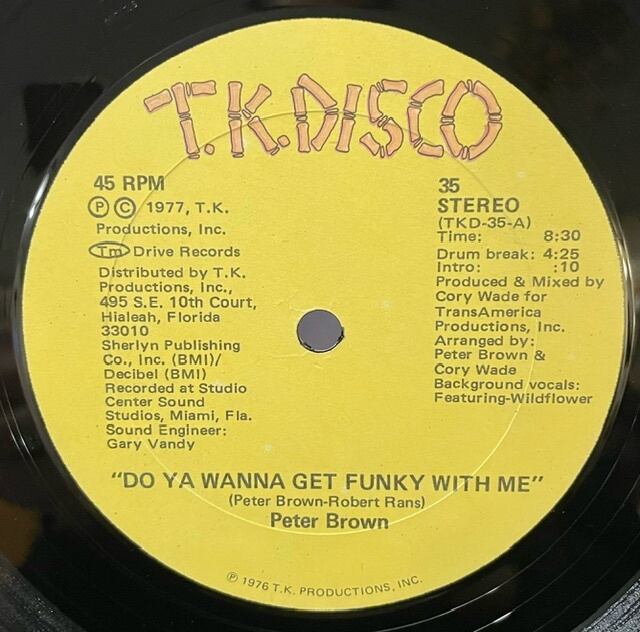 T.K. DISCO
45 RPM
Ⓟ Ⓒ 1977, T.K.
Productions, Inc.
Tm Drive Records
Distributed by T.K.
Productions, Inc.,
495 S.E. 10th Court,
Hialeah, Florida
33010
Sherlyn Publishing
Co., Inc. (BMI)/
Decibel (BMI)
Recorded at Studio
Center Sound
Studios, Miami, Fla.
Sound Engineer:
Gary Vandy
35
STEREO
(TKD-35-A)
Time: 8:30
Drum break: 4:25
Intro: :10
Produced & Mixed by
Cory Wade for
TransAmerica
Productions, Inc.
Arranged by:
Peter Brown &
Cory Wade
Background vocals:
Featuring-Wildflower
"DO YA WANNA GET FUNKY WITH ME"
(Peter Brown-Robert Rans)
Peter Brown
Ⓟ 1976 T.K. PRODUCTIONS, INC.